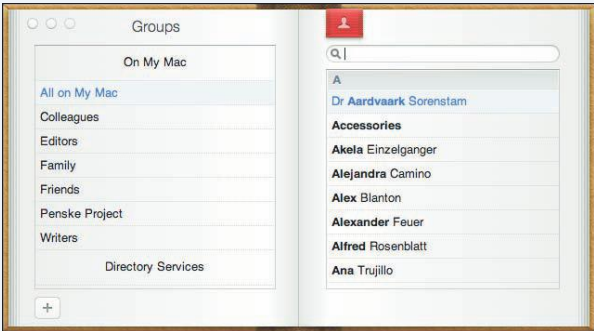 Groups
On My Mac
All on My Mac
Colleagues
Editors
Family
Friends
Penske Project
Writers
Directory Services
A
Dr Aardvaark Sorenstam
Accessories
Akela Einzelganger
Alejandra Camino
Alex Blanton
Alexander Feuer
Alfred Rosenblatt
Ana Trujillo